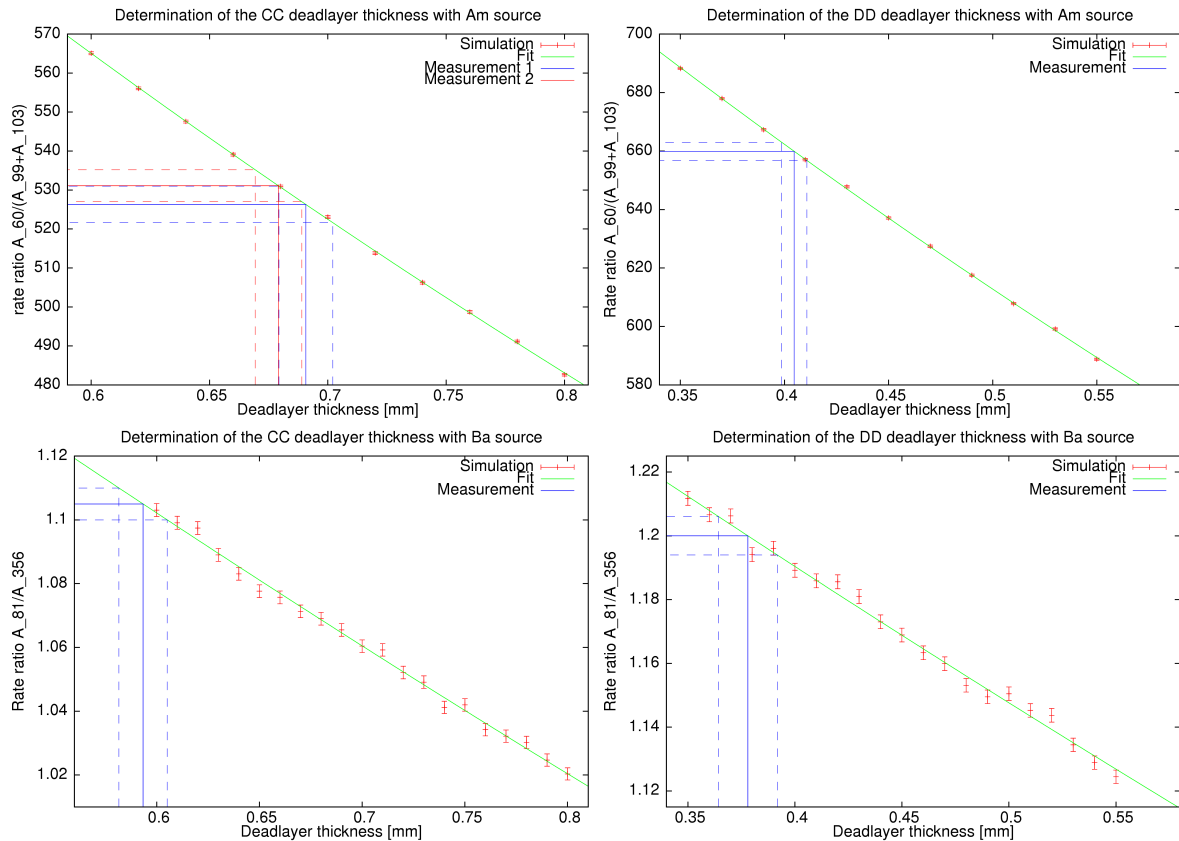 Determination of the CC deadlayer thickness with Am source
570
560
550
540
530
520
510
500
490
480
0.6
0.65
0.7
0.75
0.8
rate ratio A_60/(A_99+A_103)
Deadlayer thickness [mm]
Simulation
Fit
Measurement 1
Measurement 2
Determination of the DD deadlayer thickness with Am source
700
680
660
640
620
600
580
0.35
0.4
0.45
0.5
0.55
Rate ratio A_60/(A_99+A_103)
Deadlayer thickness [mm]
Simulation
Fit
Measurement
Determination of the CC deadlayer thickness with Ba source
1.12
1.1
1.08
1.06
1.04
1.02
0.6
0.65
0.7
0.75
0.8
Rate ratio A_81/A_356
Deadlayer thickness [mm]
Simulation
Fit
Measurement
Determination of the DD deadlayer thickness with Ba source
1.22
1.2
1.18
1.16
1.14
1.12
0.35
0.4
0.45
0.5
0.55
Rate ratio A_81/A_356
Deadlayer thickness [mm]
Simulation
Fit
Measurement